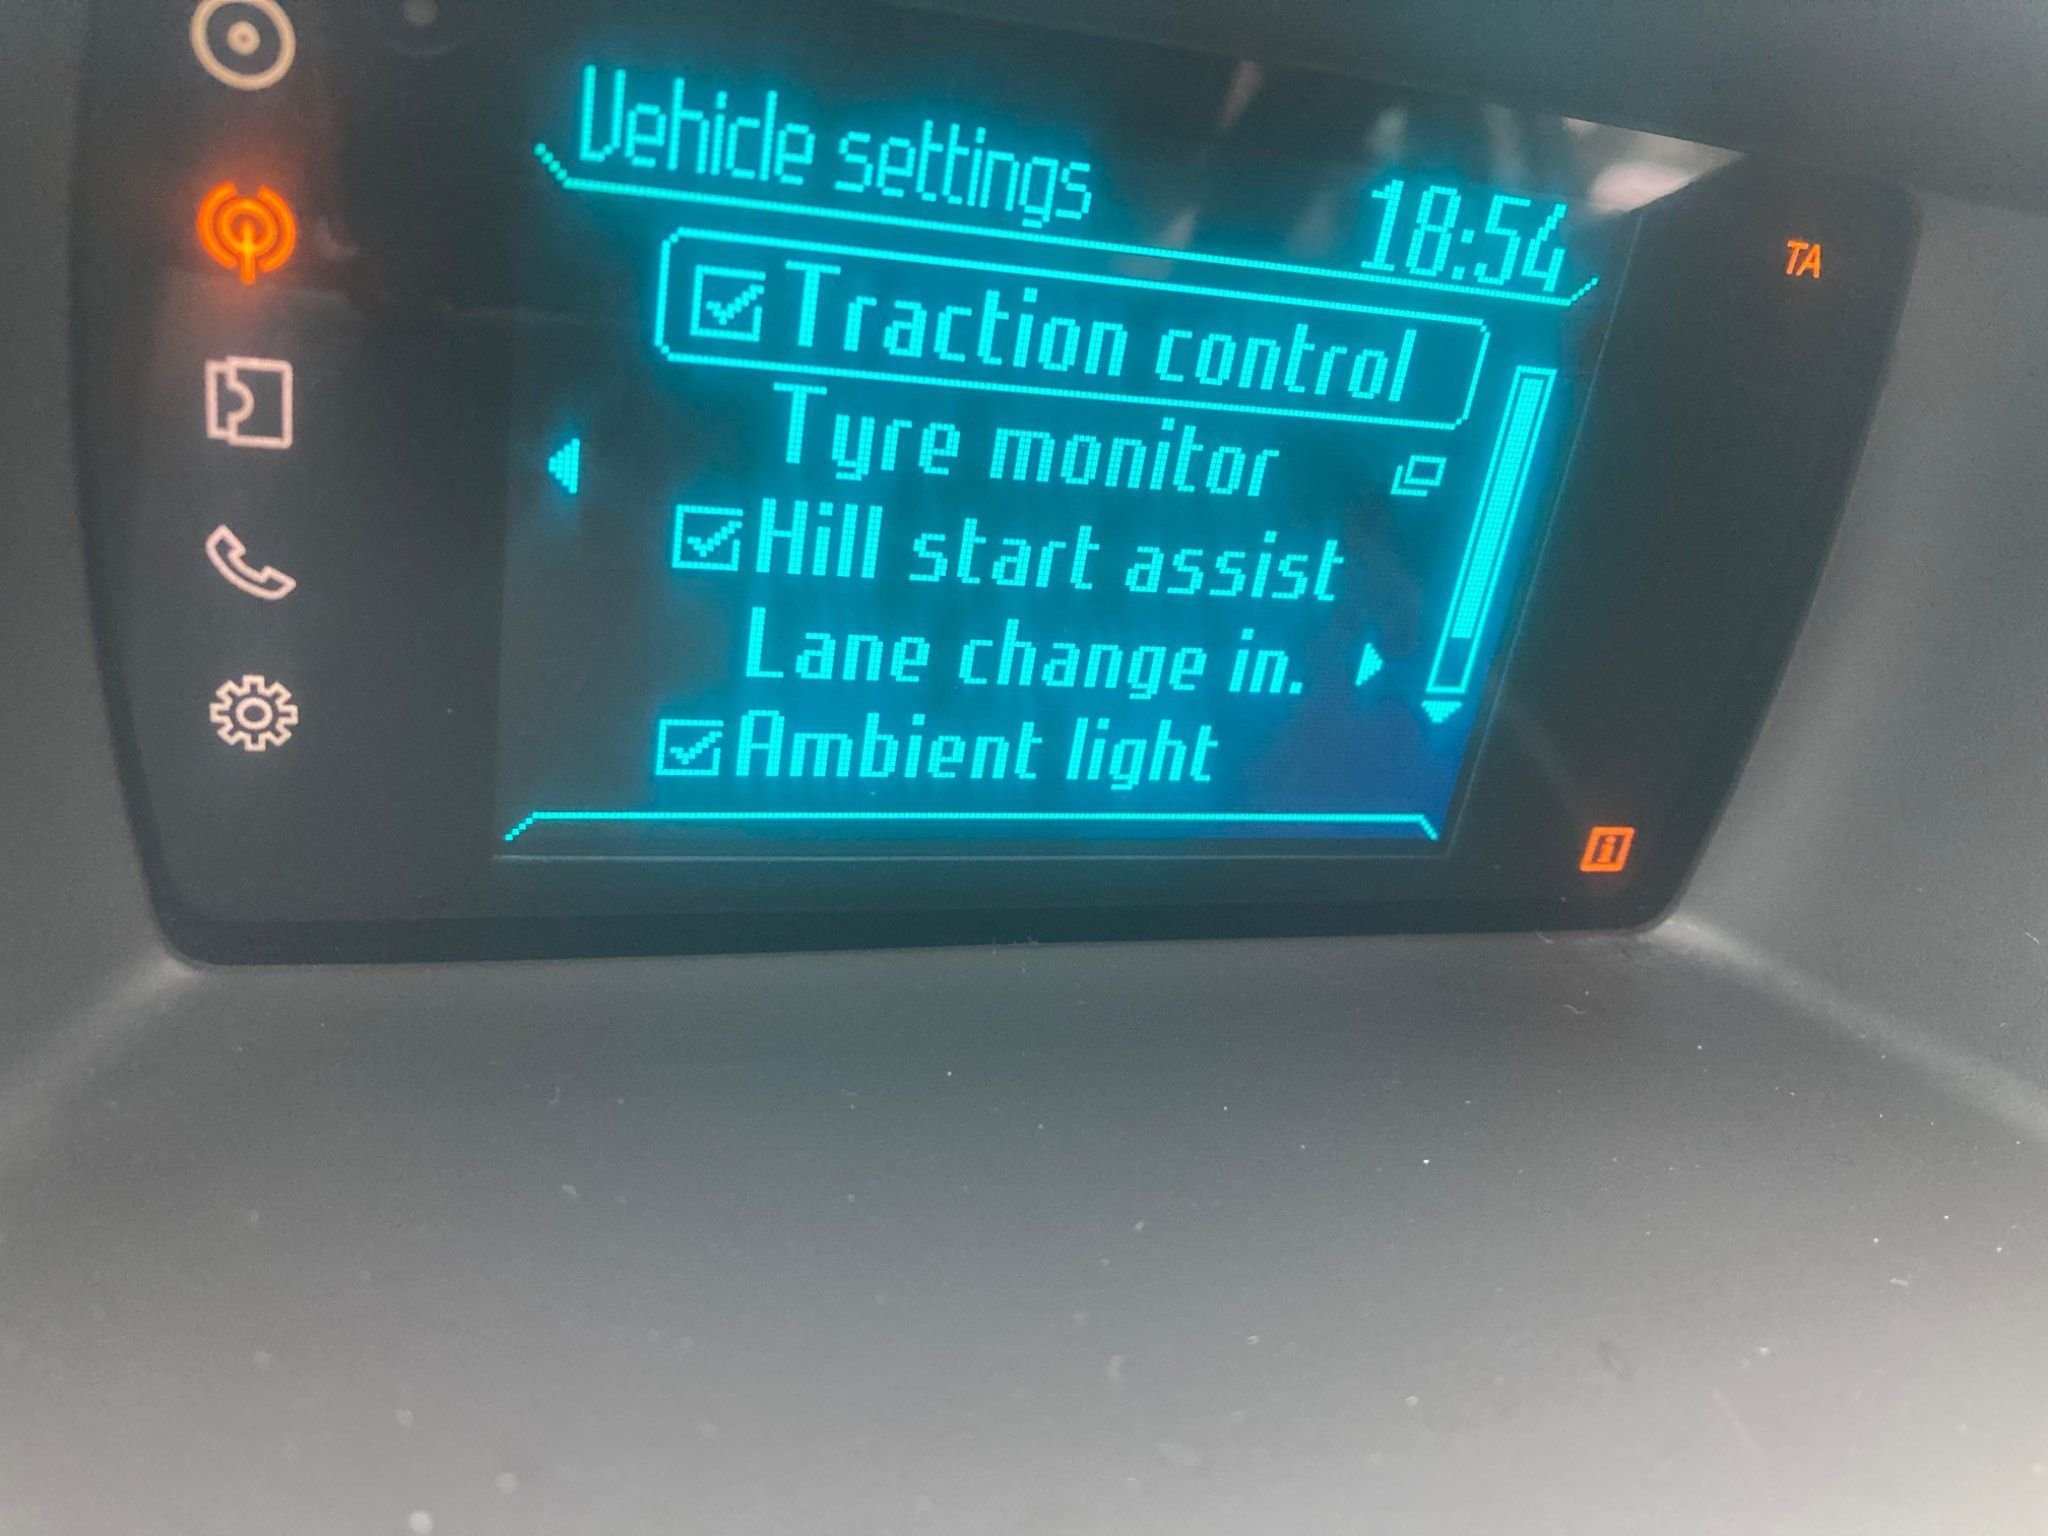 Vehicle settings
18:54
TA
Traction control
Tyre monitor
Hill start assist
Lane change in.
Ambient light
i